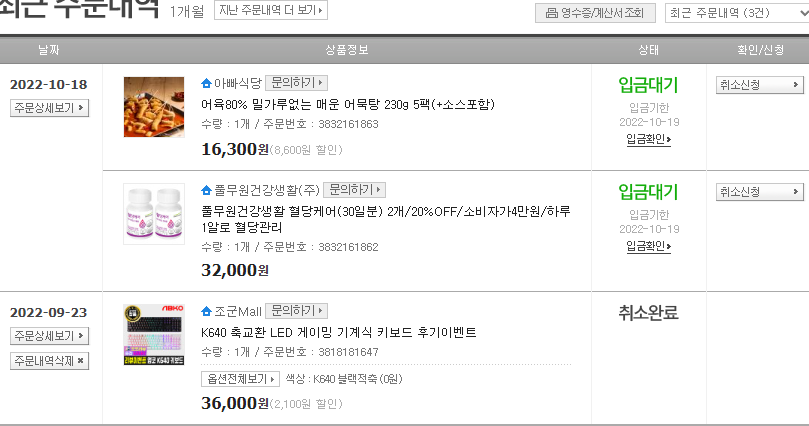 최근 주문내역 1개월 지난 주문내역 더 보기
영수증/계산서조회 최근 주문내역 (3건)
날짜 상품정보 상태 확인/신청
2022-10-18
주문상세보기
아빠식당 문의하기
어육80% 밀가루없는 매운 어묵탕 230g 5팩(+소스포함)
수량 : 1개 / 주문번호 : 3832161863
16,300원(8,600원 할인)
입금대기
입금기한
2022-10-19
입금확인
취소신청
풀무원건강생활(주) 문의하기
풀무원건강생활 혈당케어(30일분) 2개/20%OFF/소비자가4만원/하루
1알로 혈당관리
수량 : 1개 / 주문번호 : 3832161862
32,000원
입금대기
입금기한
2022-10-19
입금확인
취소신청
2022-09-23
주문상세보기
주문내역삭제
ABKO
리뷰이벤트 앱코 K640 키보드
조군Mall 문의하기
K640 축교환 LED 게이밍 기계식 키보드 후기이벤트
수량 : 1개 / 주문번호 : 3818181647
옵션전체보기 색상 : K640 블랙적축 (0원)
36,000원(2,100원 할인)
취소완료